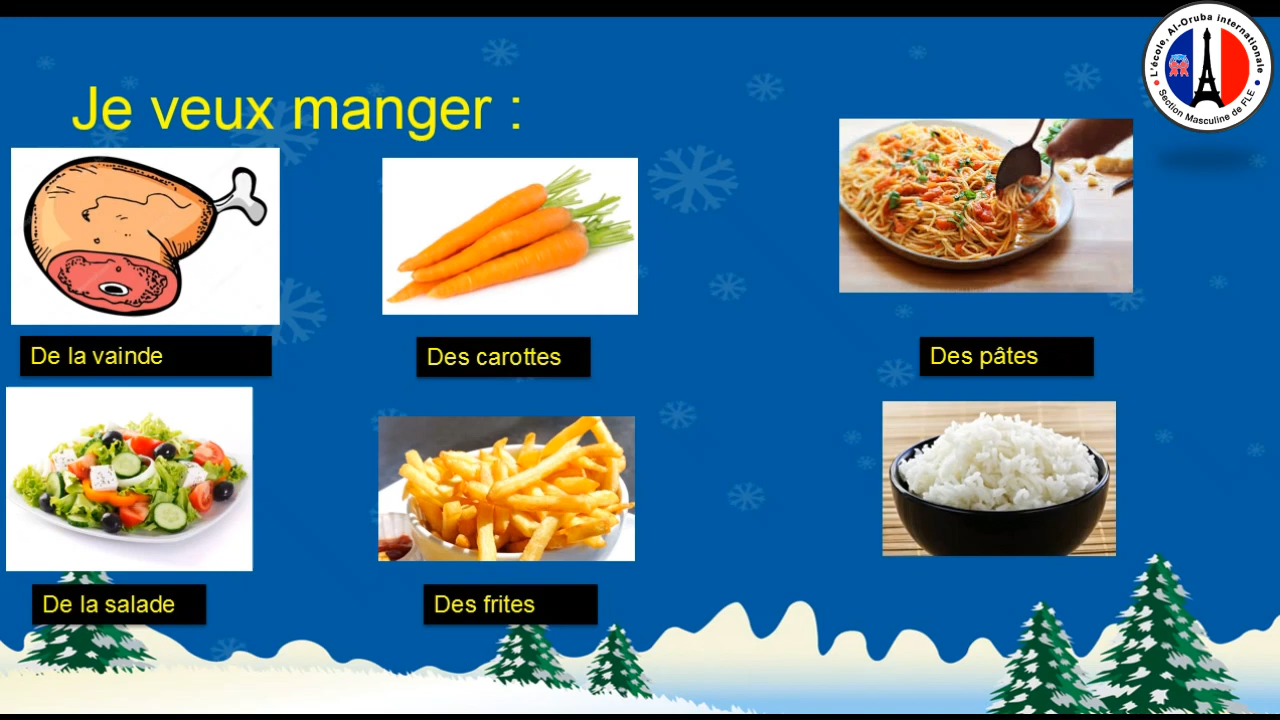 L'école, Al-Oruba internationale
Section Masculine de FLE
Je veux manger :
De la vainde
Des carottes
Des pâtes
De la salade
Des frites